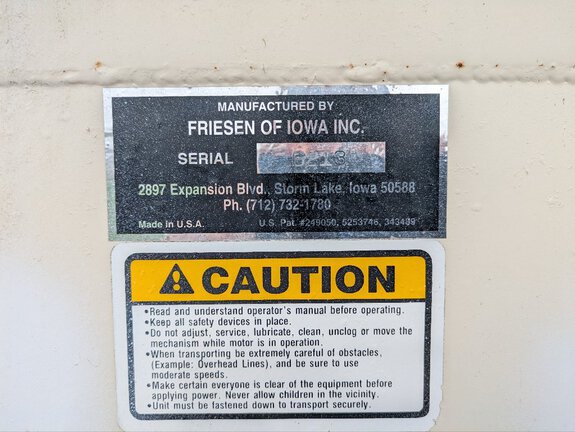 MANUFACTURED BY
FRIESEN OF IOWA INC.
SERIAL
2897 Expansion Blvd., Storm Lake, Iowa 50588
Ph. (712) 732-1780
Made in U.S.A. U.S. Pat. #249050, 5253746, 343439
CAUTION
•Read and understand operator's manual before operating.
•Keep all safety devices in place.
•Do not adjust, service, lubricate, clean, unclog or move the
mechanism while motor is in operation.
•When transporting be extremely careful of obstacles,
(Example: Overhead Lines), and be sure to use
moderate speeds.
•Make certain everyone is clear of the equipment before
applying power. Never allow children in the vicinity.
•Unit must be fastened down to transport securely.